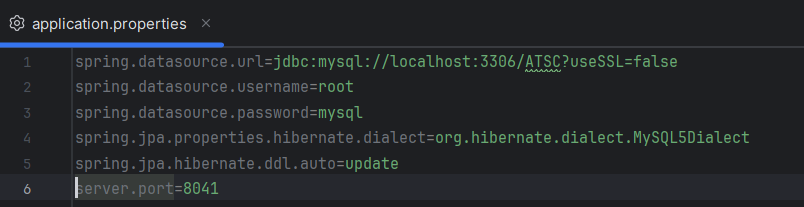 application.properties
1 spring.datasource.url=jdbc:mysql://localhost:3306/ATSC?useSSL=false
2 spring.datasource.username=root
3 spring.datasource.password=mysql
4 spring.jpa.properties.hibernate.dialect=org.hibernate.dialect.MySQL5Dialect
5 spring.jpa.hibernate.ddl.auto=update
6 server.port=8041